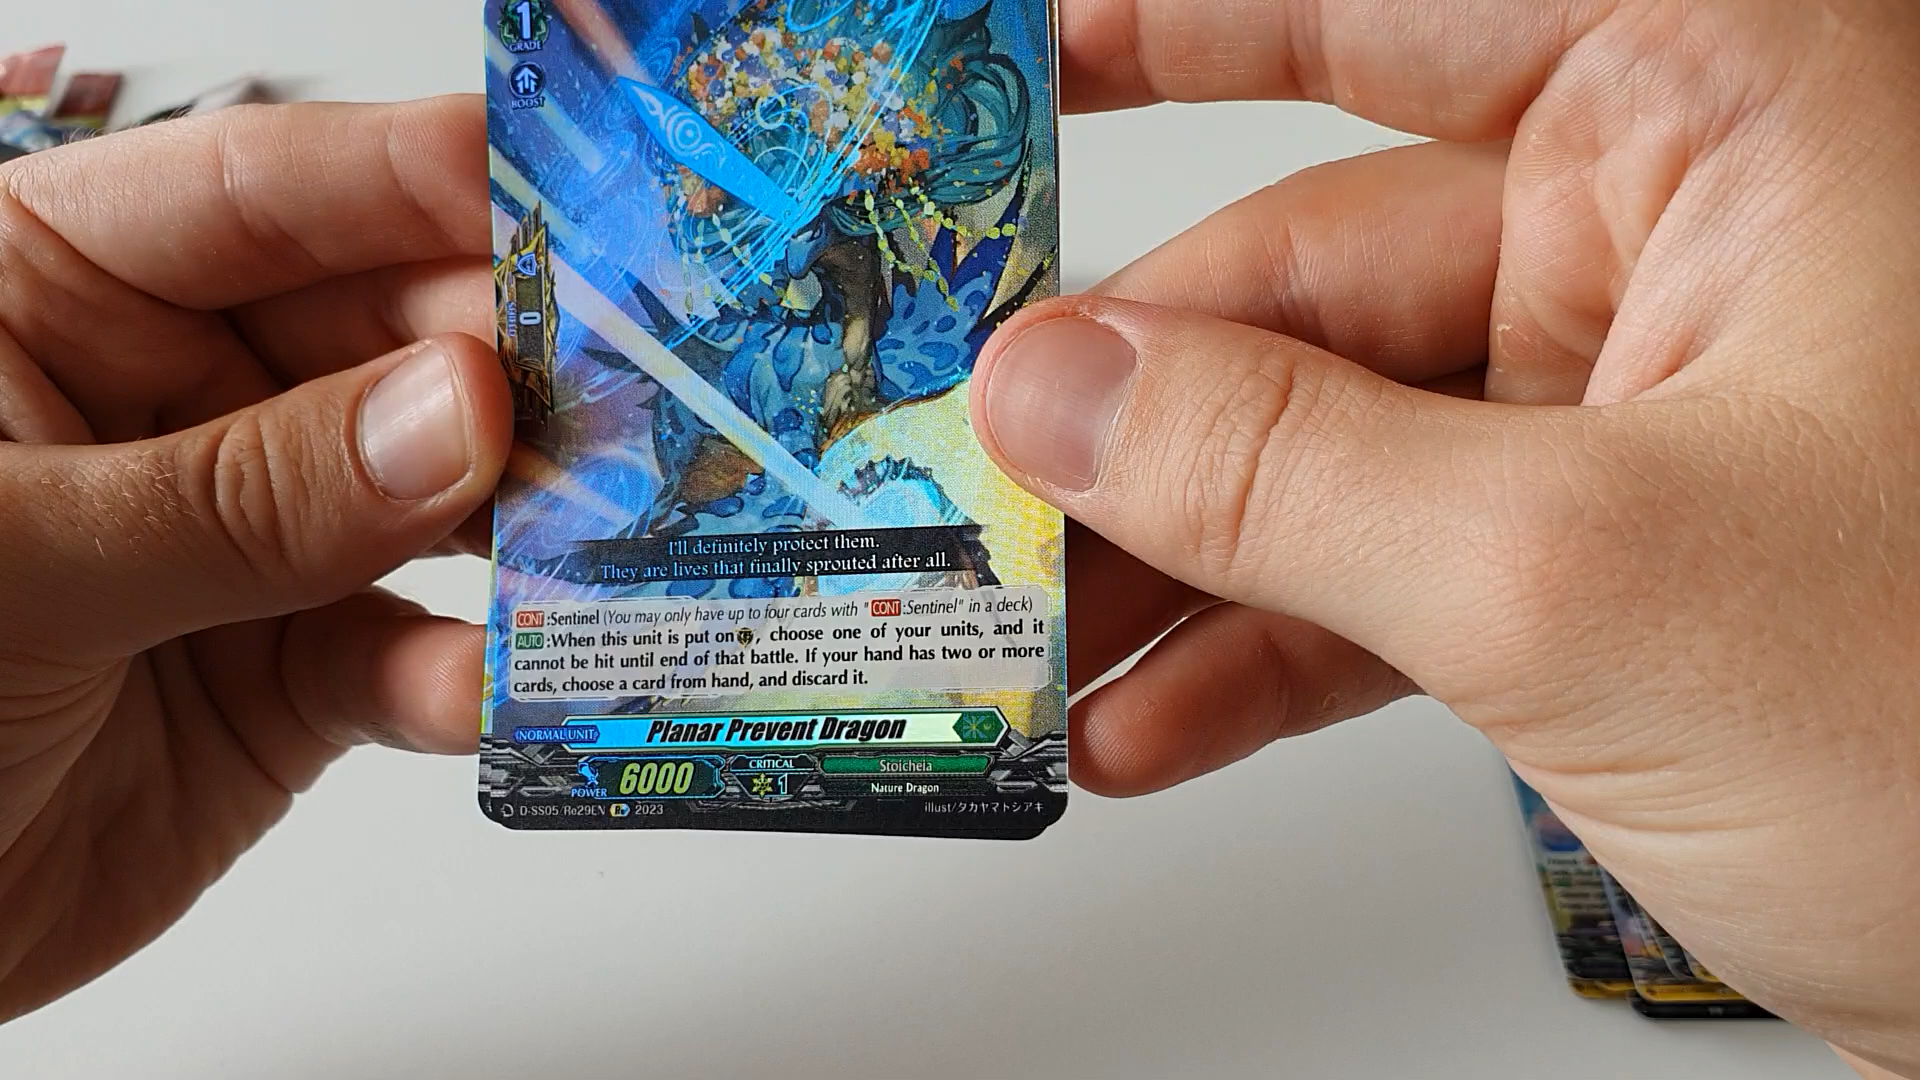 1
GRADE
BOOST
0
SHIELD
I'll definitely protect them.
They are lives that finally sprouted after all.
CONT:Sentinel (You may only have up to four cards with "CONT:Sentinel" in a deck)
AUTO:When this unit is put on , choose one of your units, and it
cannot be hit until end of that battle. If your hand has two or more
cards, choose a card from hand, and discard it.
NORMAL UNIT Planar Prevent Dragon
POWER 6000 CRITICAL 1 Stoicheia
Nature Dragon
D-SS05/Re29EN 2023 illust/タカヤマトシアキ